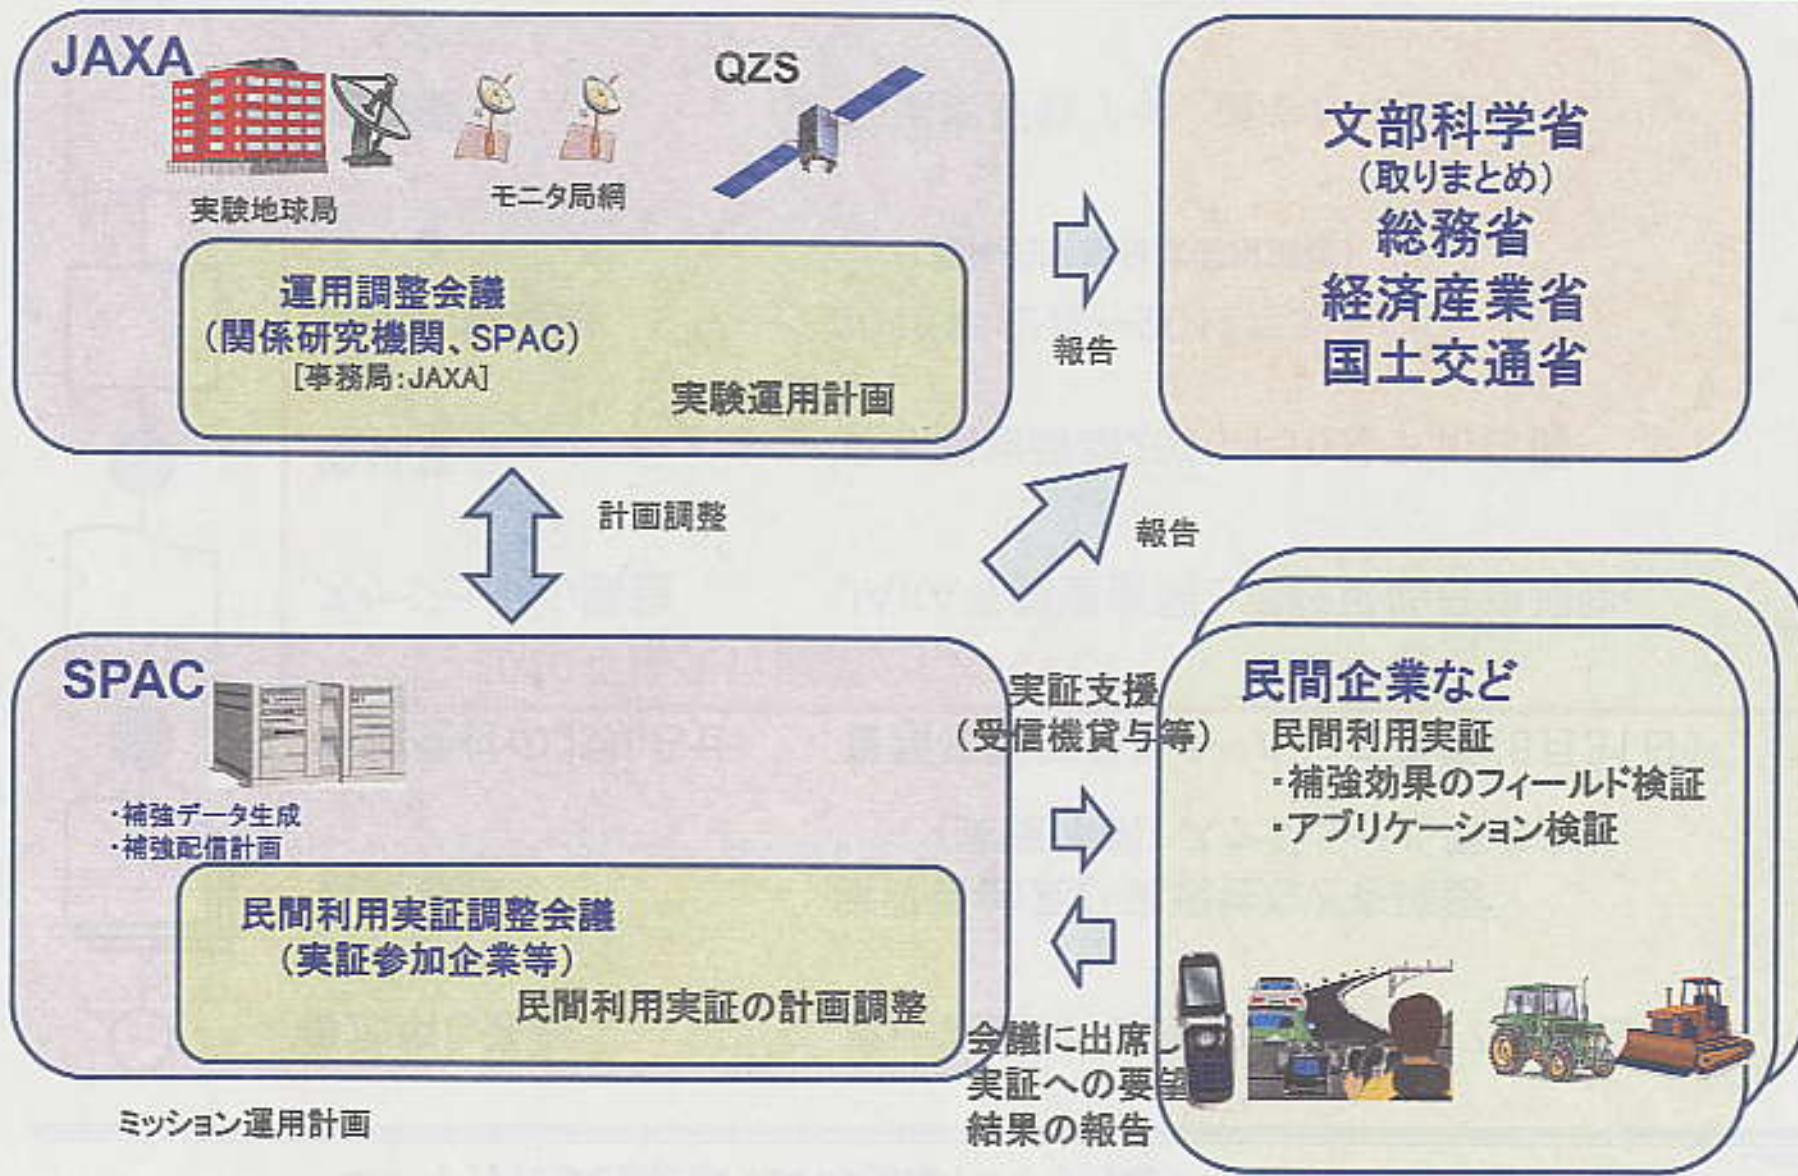 JAXA
QZS
実験地球局
モニタ局網
運用調整会議
(関係研究機関、SPAC)
[事務局:JAXA]
実験運用計画
報告
文部科学省
(取りまとめ)
総務省
経済産業省
国土交通省
計画調整
報告
SPAC
・補強データ生成
・補強配信計画
民間利用実証調整会議
(実証参加企業等)
民間利用実証の計画調整
ミッション運用計画
実証支援
(受信機貸与等)
会議に出席し
実証への要望
結果の報告
民間企業など
民間利用実証
・補強効果のフィールド検証
・アブリケーション検証